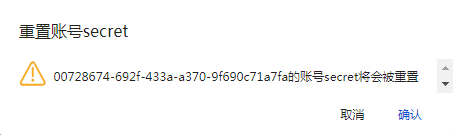 重置账号secret
00728674-692f-433a-a370-9f690c71a7fa的账号secret将会被重置
取消 确认